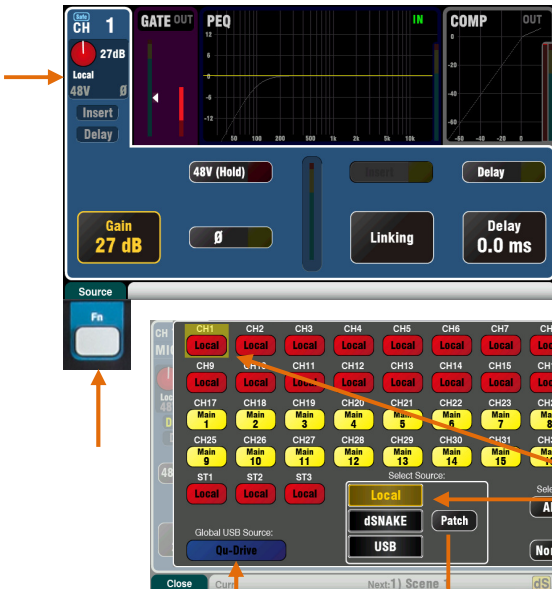 Safe
CH 1
27dB
Local
48V Ø
Insert
Delay
GATE OUT
PEQ IN
12
6
0
-6
-12
50 100 200 500 1k 2k 5k 10k
COMP OUT
0
-20
-40
-60
-60 -40 -20 0
48V (Hold)
Insert
Delay
Gain
27 dB
Ø
Linking
Delay
0.0 ms
Source
Fn
CH1 CH2 CH3 CH4 CH5 CH6 CH7
Local Local Local Local Local Local Local
CH9 CH10 CH11 CH12 CH13 CH14 CH15
Local Local Local Local Local Local Local
CH17 CH18 CH19 CH20 CH21 CH22 CH23
Main 1 Main 2 Main 3 Main 4 Main 5 Main 6 Main 7 Main 8
CH25 CH26 CH27 CH28 CH29 CH30 CH31
Main 9 Main 10 Main 11 Main 12 Main 13 Main 14 Main 15
ST1 ST2 ST3
Local Local Local
Select Source:
Local
dSNAKE
Patch
USB
Global USB Source:
Qu-Drive
Close
Next:1) Scene 1
dS